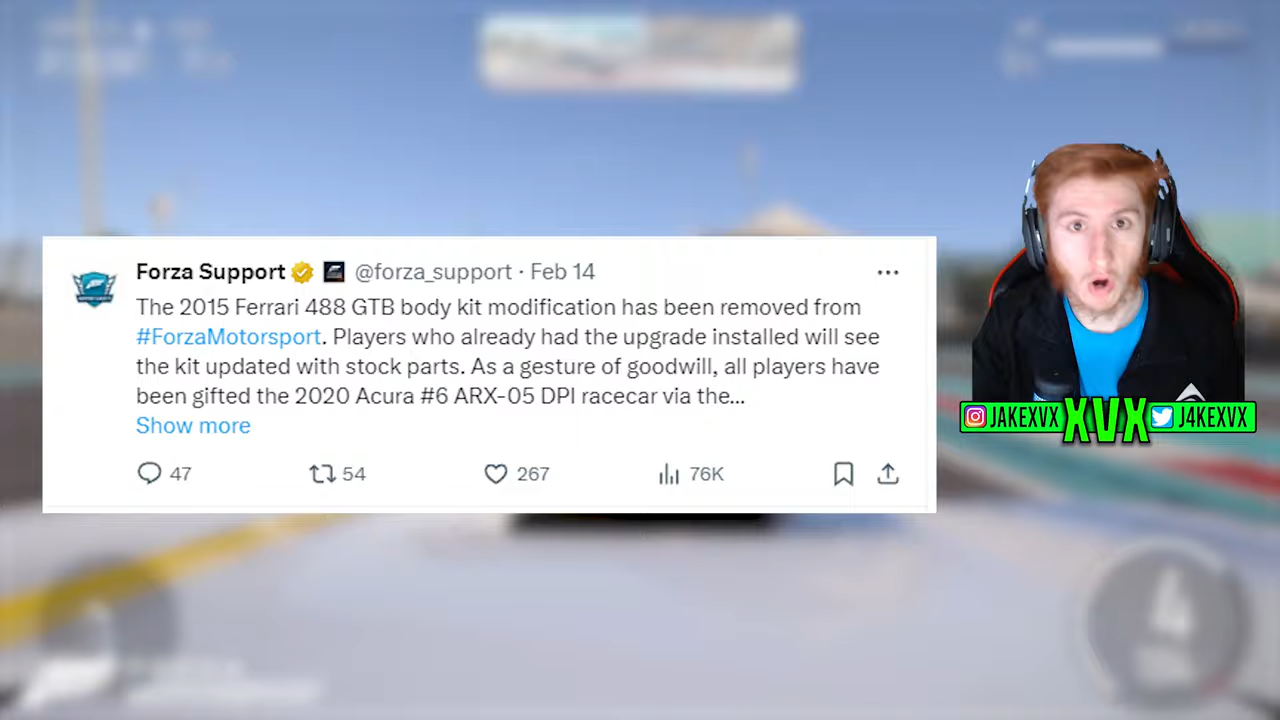 Forza Support @forza_support · Feb 14
The 2015 Ferrari 488 GTB body kit modification has been removed from
#ForzaMotorsport. Players who already had the upgrade installed will see
the kit updated with stock parts. As a gesture of goodwill, all players have
been gifted the 2020 Acura #6 ARX-05 DPI racecar via the...
Show more
47 54 267 76K
JAKEXVX XVX J4KEXVX